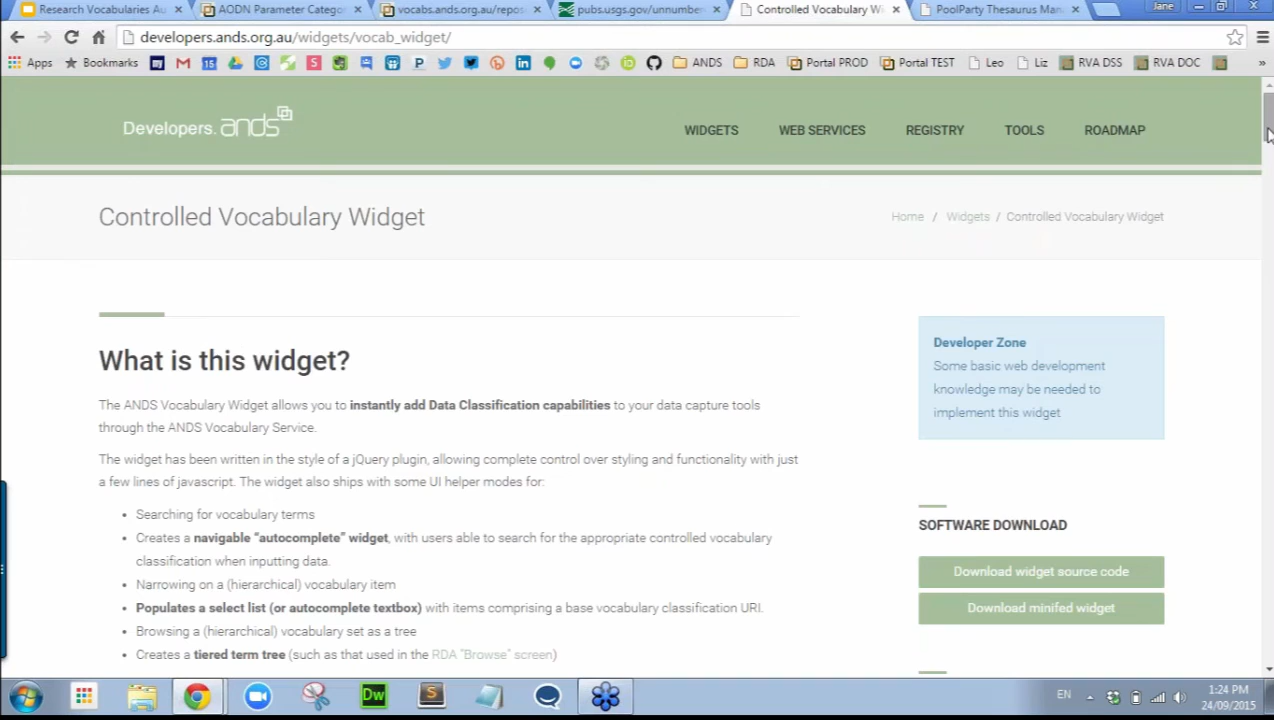 Research Vocabularies Au
AODN Parameter Categor
vocabs.ands.org.au/repos
pubs.usgs.gov/unnumber
Controlled Vocabulary Wi
PoolParty Thesaurus Man
Jane
developers.ands.org.au/widgets/vocab_widget/
Apps
Bookmarks
ANDS
RDA
Portal PROD
Portal TEST
Leo
Liz
RVA DSS
RVA DOC
»
Developers.ands
WIDGETS
WEB SERVICES
REGISTRY
TOOLS
ROADMAP
Controlled Vocabulary Widget
Home / Widgets / Controlled Vocabulary Widget
What is this widget?
The ANDS Vocabulary Widget allows you to instantly add Data Classification capabilities to your data capture tools
through the ANDS Vocabulary Service.
The widget has been written in the style of a jQuery plugin, allowing complete control over styling and functionality with just
a few lines of javascript. The widget also ships with some UI helper modes for:
• Searching for vocabulary terms
• Creates a navigable “autocomplete” widget, with users able to search for the appropriate controlled vocabulary
classification when inputting data.
• Narrowing on a (hierarchical) vocabulary item
• Populates a select list (or autocomplete textbox) with items comprising a base vocabulary classification URI.
• Browsing a (hierarchical) vocabulary set as a tree
• Creates a tiered term tree (such as that used in the RDA “Browse” screen)
Developer Zone
Some basic web development
knowledge may be needed to
implement this widget
SOFTWARE DOWNLOAD
Download widget source code
Download minifed widget
Dw
S
EN
1:24 PM
24/09/2015